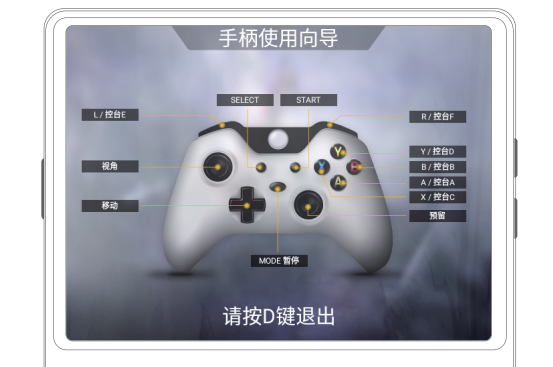 手柄使用向导
SELECT
START
L / 控台E
R / 控台F
Y / 控台D
视角
B / 控台B
A / 控台A
X / 控台C
移动
预留
Y
X
B
A
MODE 暂停
请按D键退出